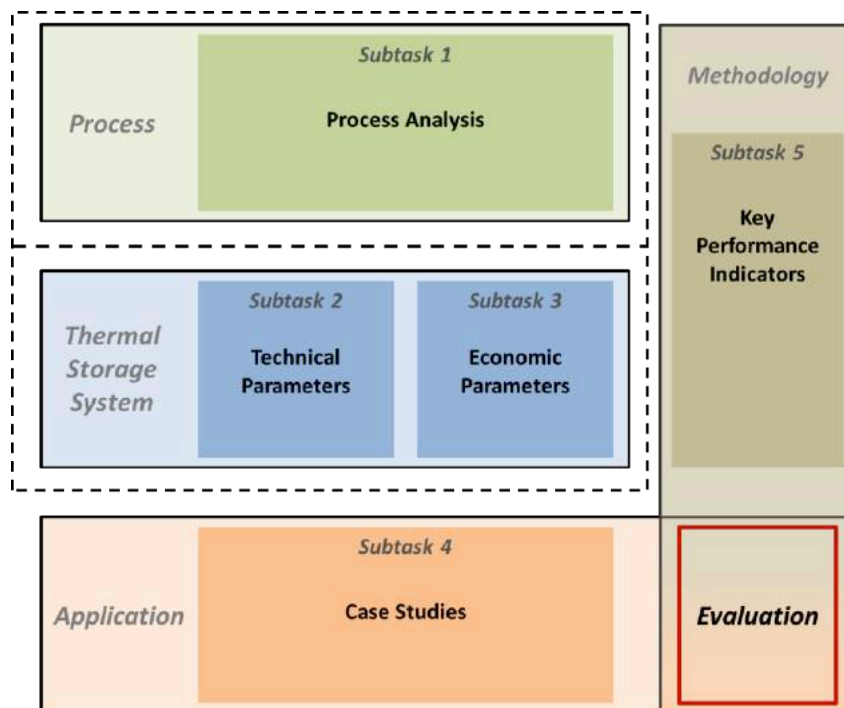 Subtask 1
Process
Process Analysis
Methodology
Subtask 5
Key
Performance
Indicators
Thermal
Storage
System
Subtask 2
Technical
Parameters
Subtask 3
Economic
Parameters
Application
Subtask 4
Case Studies
Evaluation